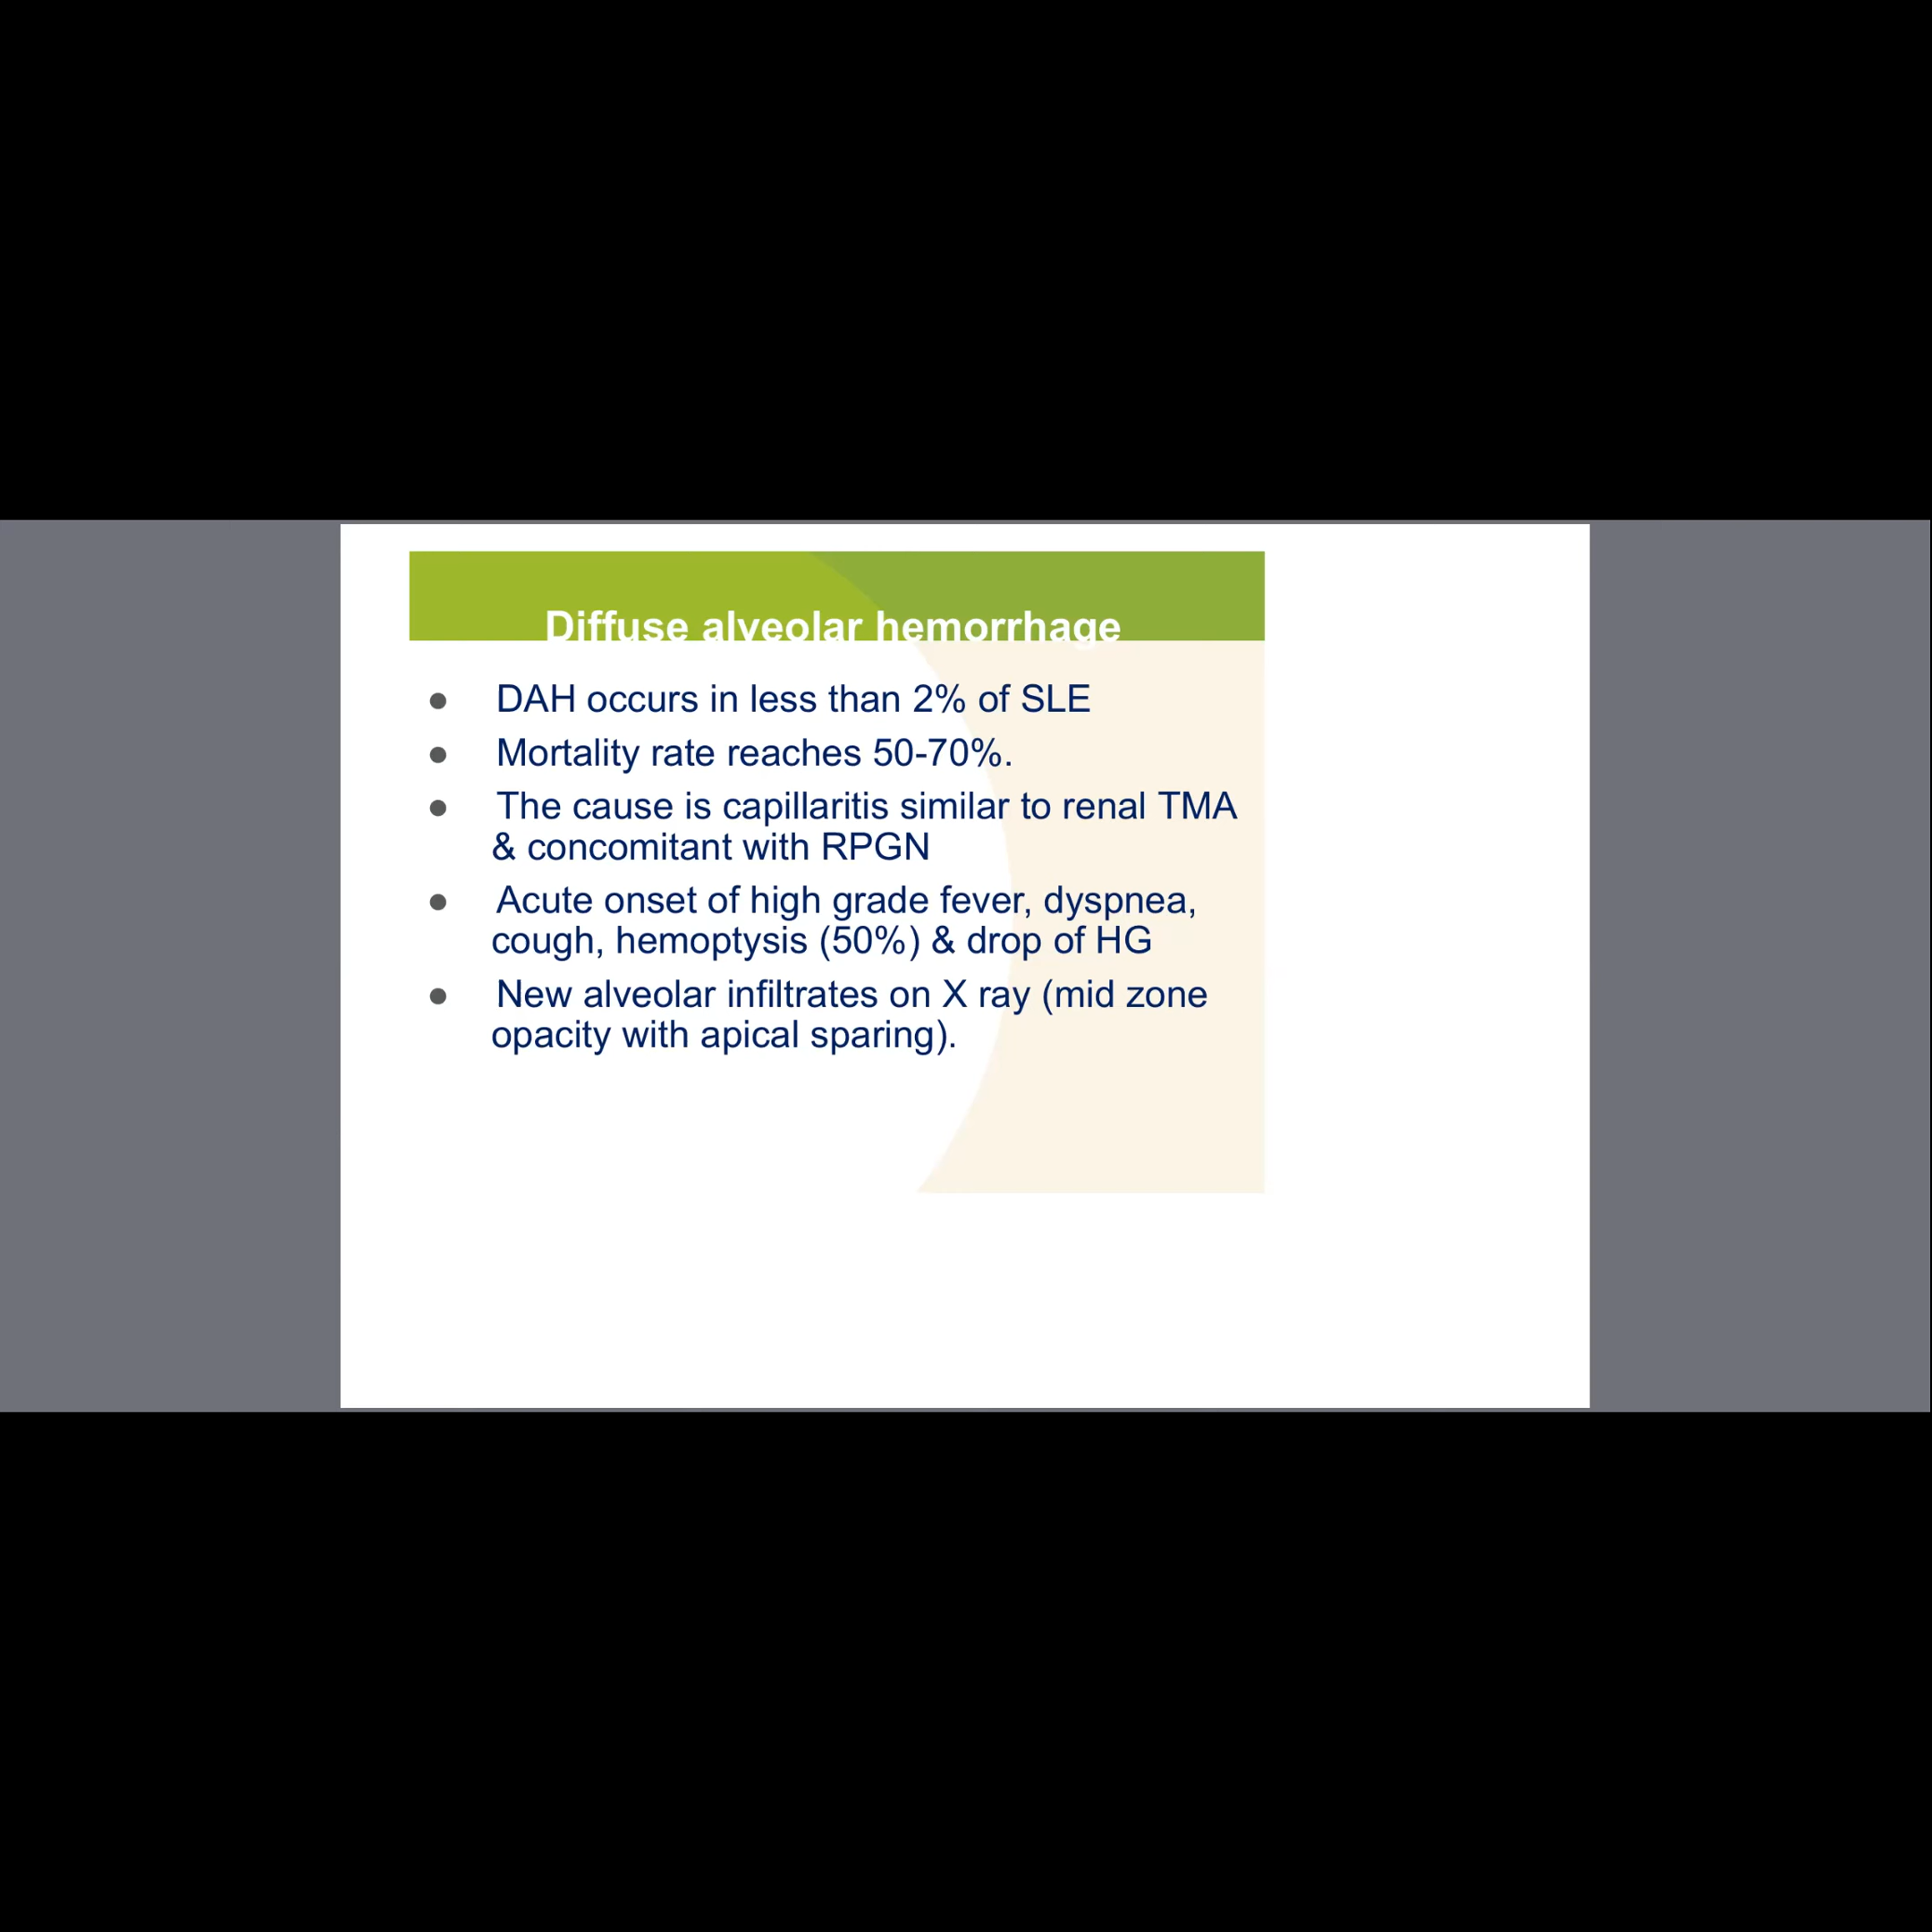 Diffuse alveolar hemorrhage
DAH occurs in less than 2% of SLE
Mortality rate reaches 50-70%.
The cause is capillaritis similar to renal TMA
& concomitant with RPGN
Acute onset of high grade fever, dyspnea,
cough, hemoptysis (50%) & drop of HG
New alveolar infiltrates on X ray (mid zone
opacity with apical sparing).